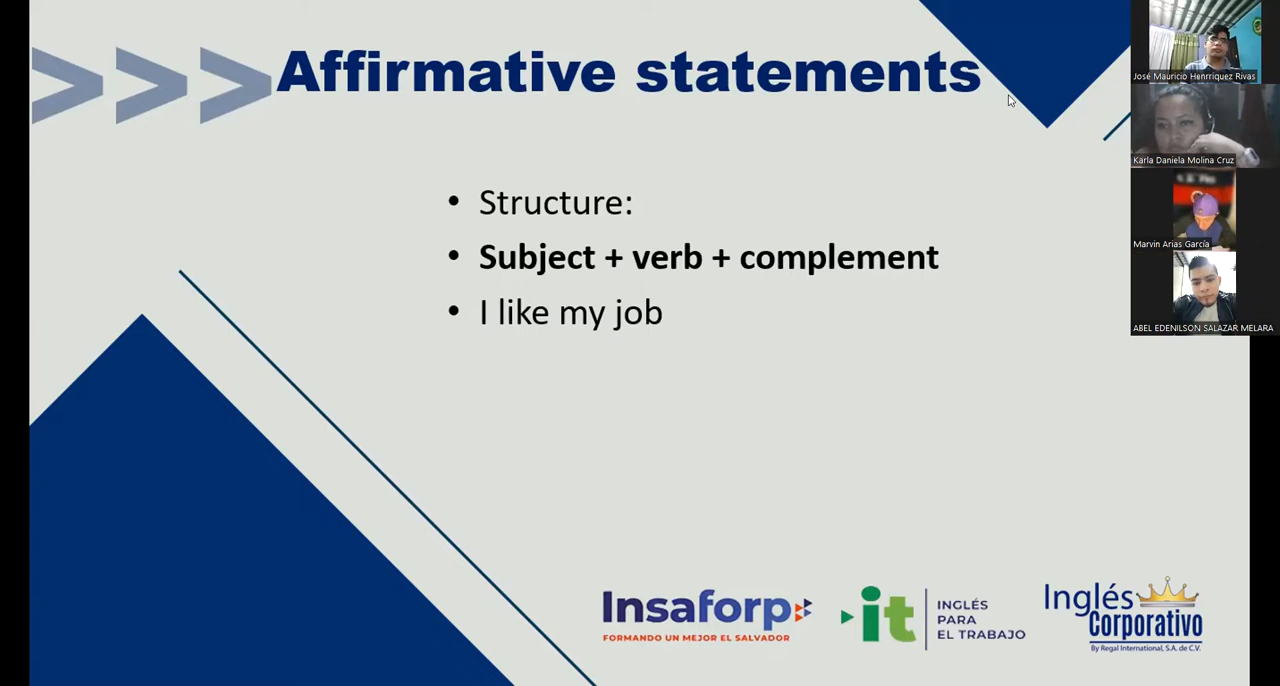 >>> Affirmative statements
• Structure:
• Subject + verb + complement
• I like my job
José Mauricio Henrriquez Rivas
Karla Daniela Molina Cruz
Marvin Arias García
ABEL EDENILSON SALAZAR MELARA
Insaforp
FORMANDO UN MEJOR EL SALVADOR
it
INGLÉS
PARA
EL TRABAJO
Inglés
Corporativo
By Regal International, S.A. de C.V.